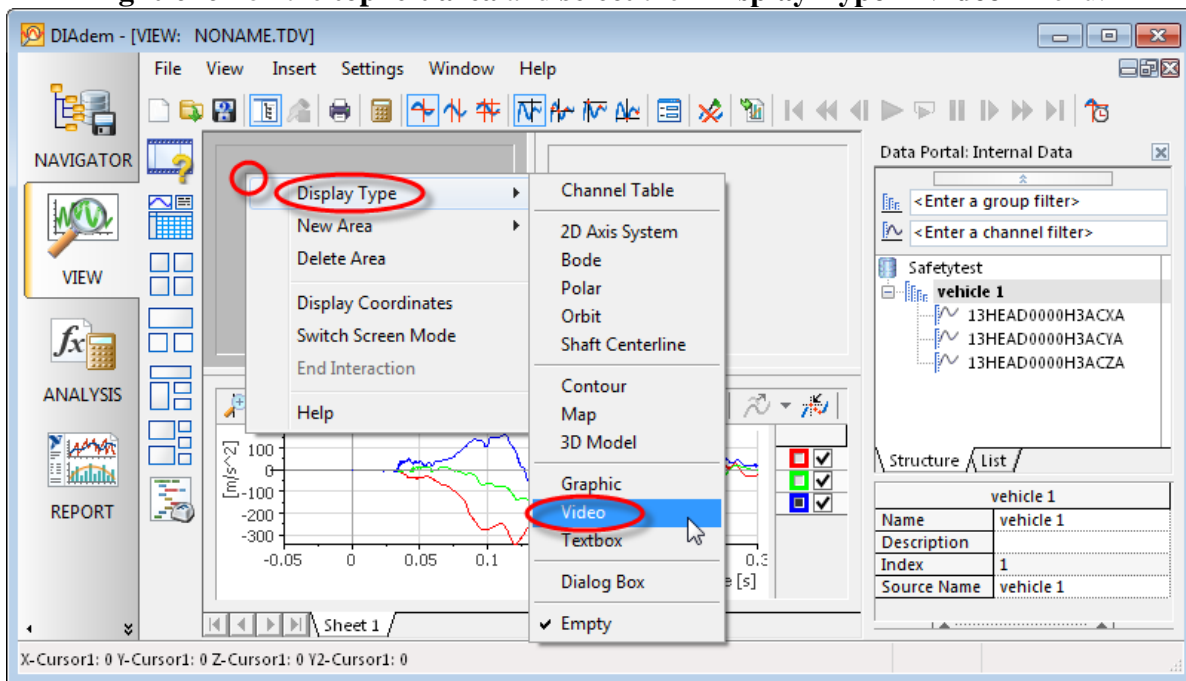 DIAdem - [VIEW: NONAME.TDV]
File View Insert Settings Window Help
NAVIGATOR
VIEW
ANALYSIS
REPORT
Display Type
New Area
Delete Area
Display Coordinates
Switch Screen Mode
End Interaction
Help
Channel Table
2D Axis System
Bode
Polar
Orbit
Shaft Centerline
Contour
Map
3D Model
Graphic
Video
Textbox
Dialog Box
✔ Empty
[m/s^2]
100
0
-100
-200
-300
-0.05 0 0.05 0.1
[s]
Sheet 1
Data Portal: Internal Data
<Enter a group filter>
<Enter a channel filter>
Safetytest
vehicle 1
13HEAD0000H3ACXA
13HEAD0000H3ACYA
13HEAD0000H3ACZA
Structure List
vehicle 1
Name vehicle 1
Description
Index 1
Source Name vehicle 1
X-Cursor1: 0 Y-Cursor1: 0 Z-Cursor1: 0 Y2-Cursor1: 0